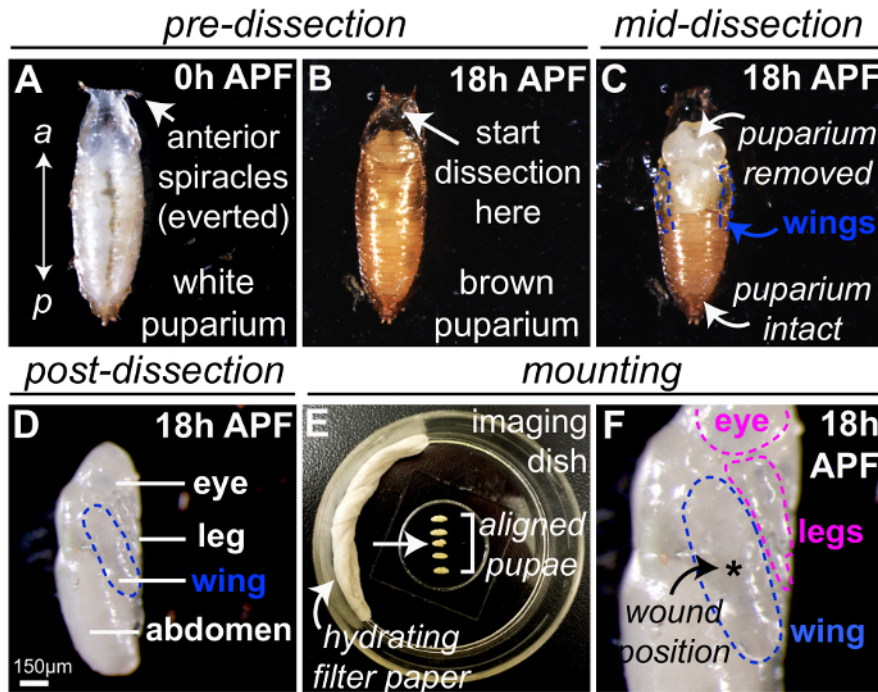 pre-dissection
mid-dissection
A
0h APF
anterior
spiracles
(everted)
a
p
white
puparium
B
18h APF
start
dissection
here
brown
puparium
C
18h APF
puparium
removed
wings
puparium
intact
post-dissection
mounting
D
18h APF
eye
leg
wing
abdomen
150µm
E
imaging
dish
aligned
pupae
hydrating
filter paper
F
18h
APF
eye
legs
wound
position
*
wing